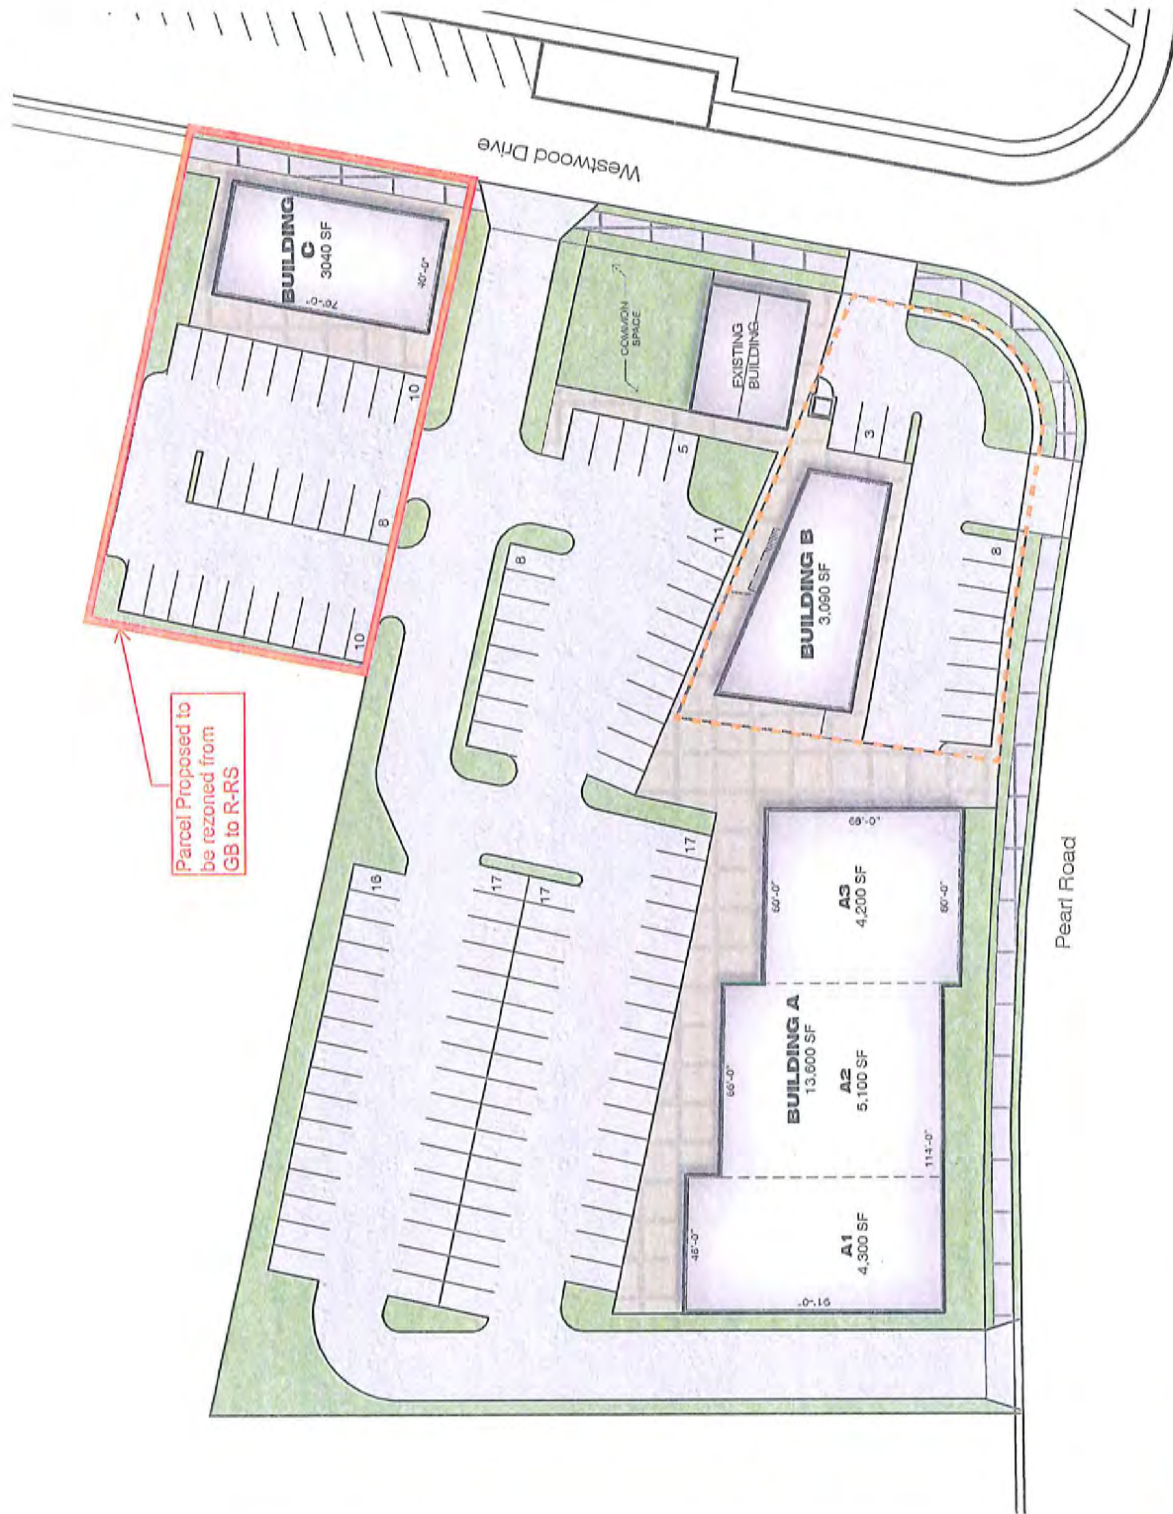 Westwood Drive
BUILDING
C
3040 SF
76'-0"
40'-0"
10
8
10
Parcel Proposed to
be rezoned from
GB to R-RS
COMMON
SPACE
EXISTING
BUILDING
5
3
8
11
BUILDING B
3,090 SF
8
16
17
17
17
BUILDING A
13,600 SF
A1
4,300 SF
A2
5,100 SF
A3
4,200 SF
46'-0"
66'-0"
60'-0"
68'-0"
60'-0"
114'-0"
91'-0"
Pearl Road